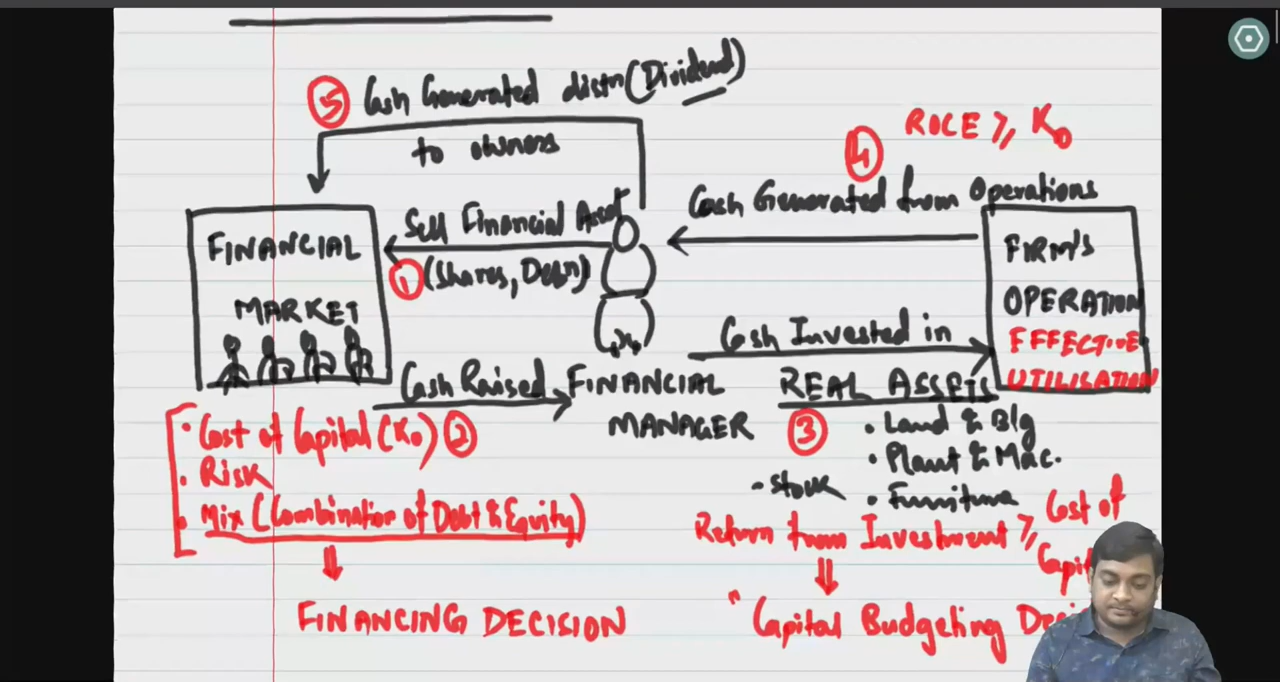 ⑤ Cash Generated distn (Dividend)
to owners
④ ROCE ⩾ K₀
Cash Generated from Operations
Sell Financial Asset
① (Shares, Debn)
FINANCIAL
MARKET
FIRM'S
OPERATION
EFFECTIVE
UTILISATION
Cash Raised
②
FINANCIAL
MANAGER
Cash Invested in
REAL ASSETS
③
• Land & Blg
• Plant & Mac.
• Furniture
- Stock
• Cost of Capital (K₀)
• Risk
• Mix (Combination of Debt & Equity)
Return from Investment ⩾ Cost of
FINANCING DECISION
"Capital Budgeting